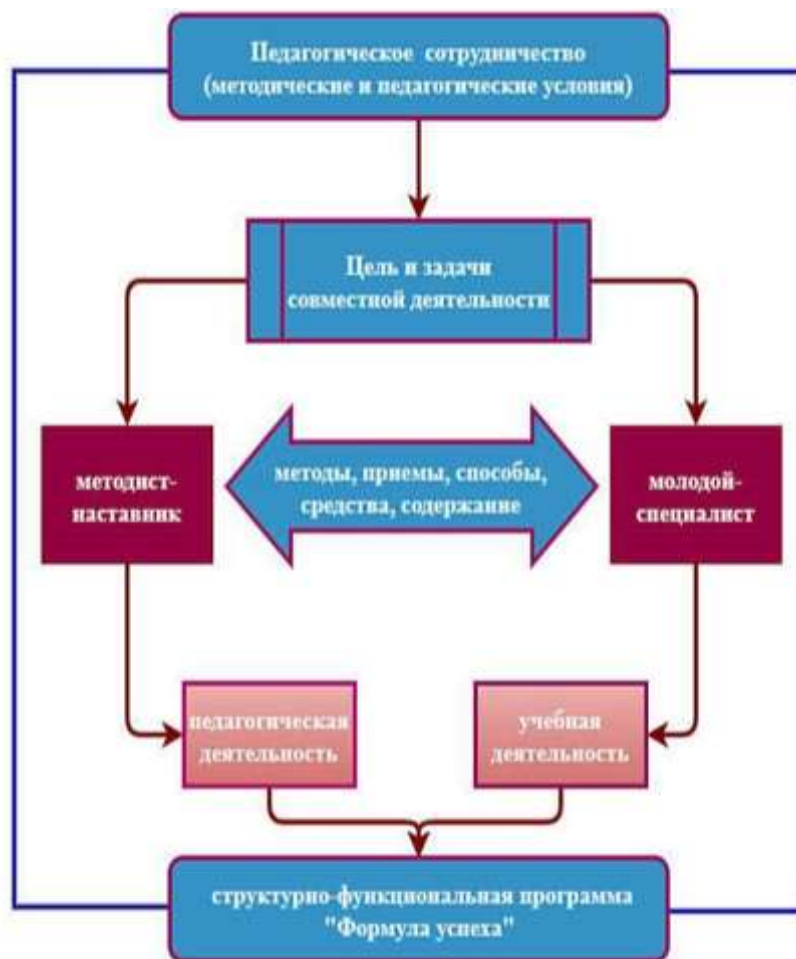 Педагогическое сотрудничество
(методические и педагогические условия)
Цель и задачи
совместной деятельности
методист-
наставник
методы, приемы, способы,
средства, содержание
молодой-
специалист
педагогическая
деятельность
учебная
деятельность
структурно-функциональная программа
"Формула успеха"